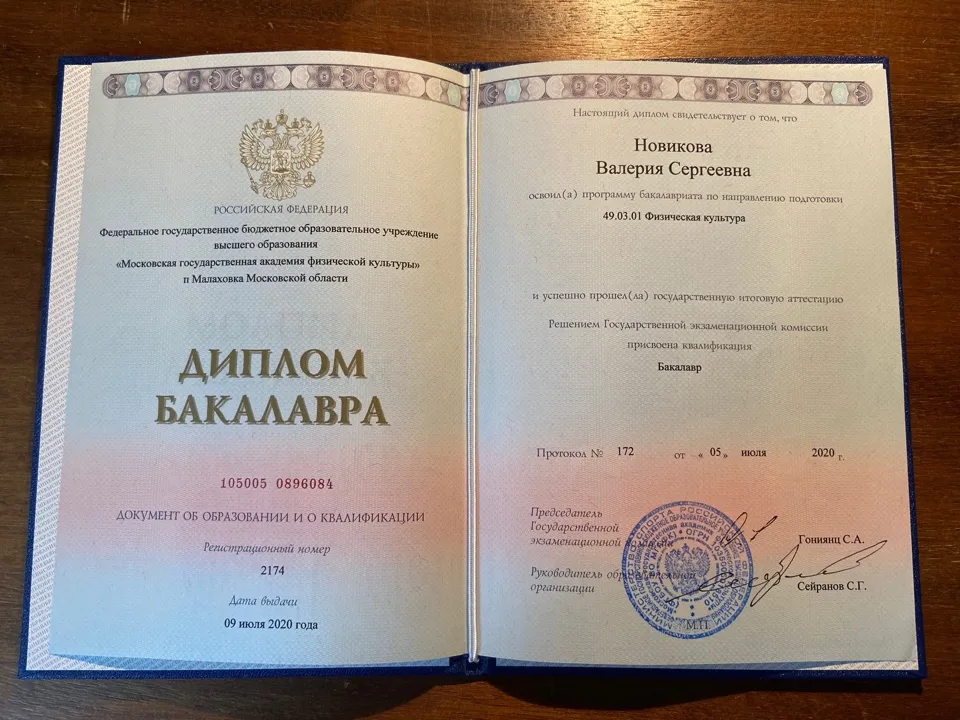 РОССИЙСКАЯ ФЕДЕРАЦИЯ
Федеральное государственное бюджетное образовательное учреждение
высшего образования
«Московская государственная академия физической культуры»
п Малаховка Московской области
ДИПЛОМ
БАКАЛАВРА
105005 0896084
ДОКУМЕНТ ОБ ОБРАЗОВАНИИ И О КВАЛИФИКАЦИИ
Регистрационный номер
2174
Дата выдачи
09 июля 2020 года
Настоящий диплом свидетельствует о том, что
Новикова
Валерия Сергеевна
освоил(а) программу бакалавриата по направлению подготовки
49.03.01 Физическая культура
и успешно прошел(ла) государственную итоговую аттестацию
Решением Государственной экзаменационной комиссии
присвоена квалификация
Бакалавр
Протокол № 172 от « 05 » июля 2020 г.
Председатель
Государственной
экзаменационной
Гониянц С.А.
Руководитель образовательной
организации
Сейранов С.Г.
М.П.